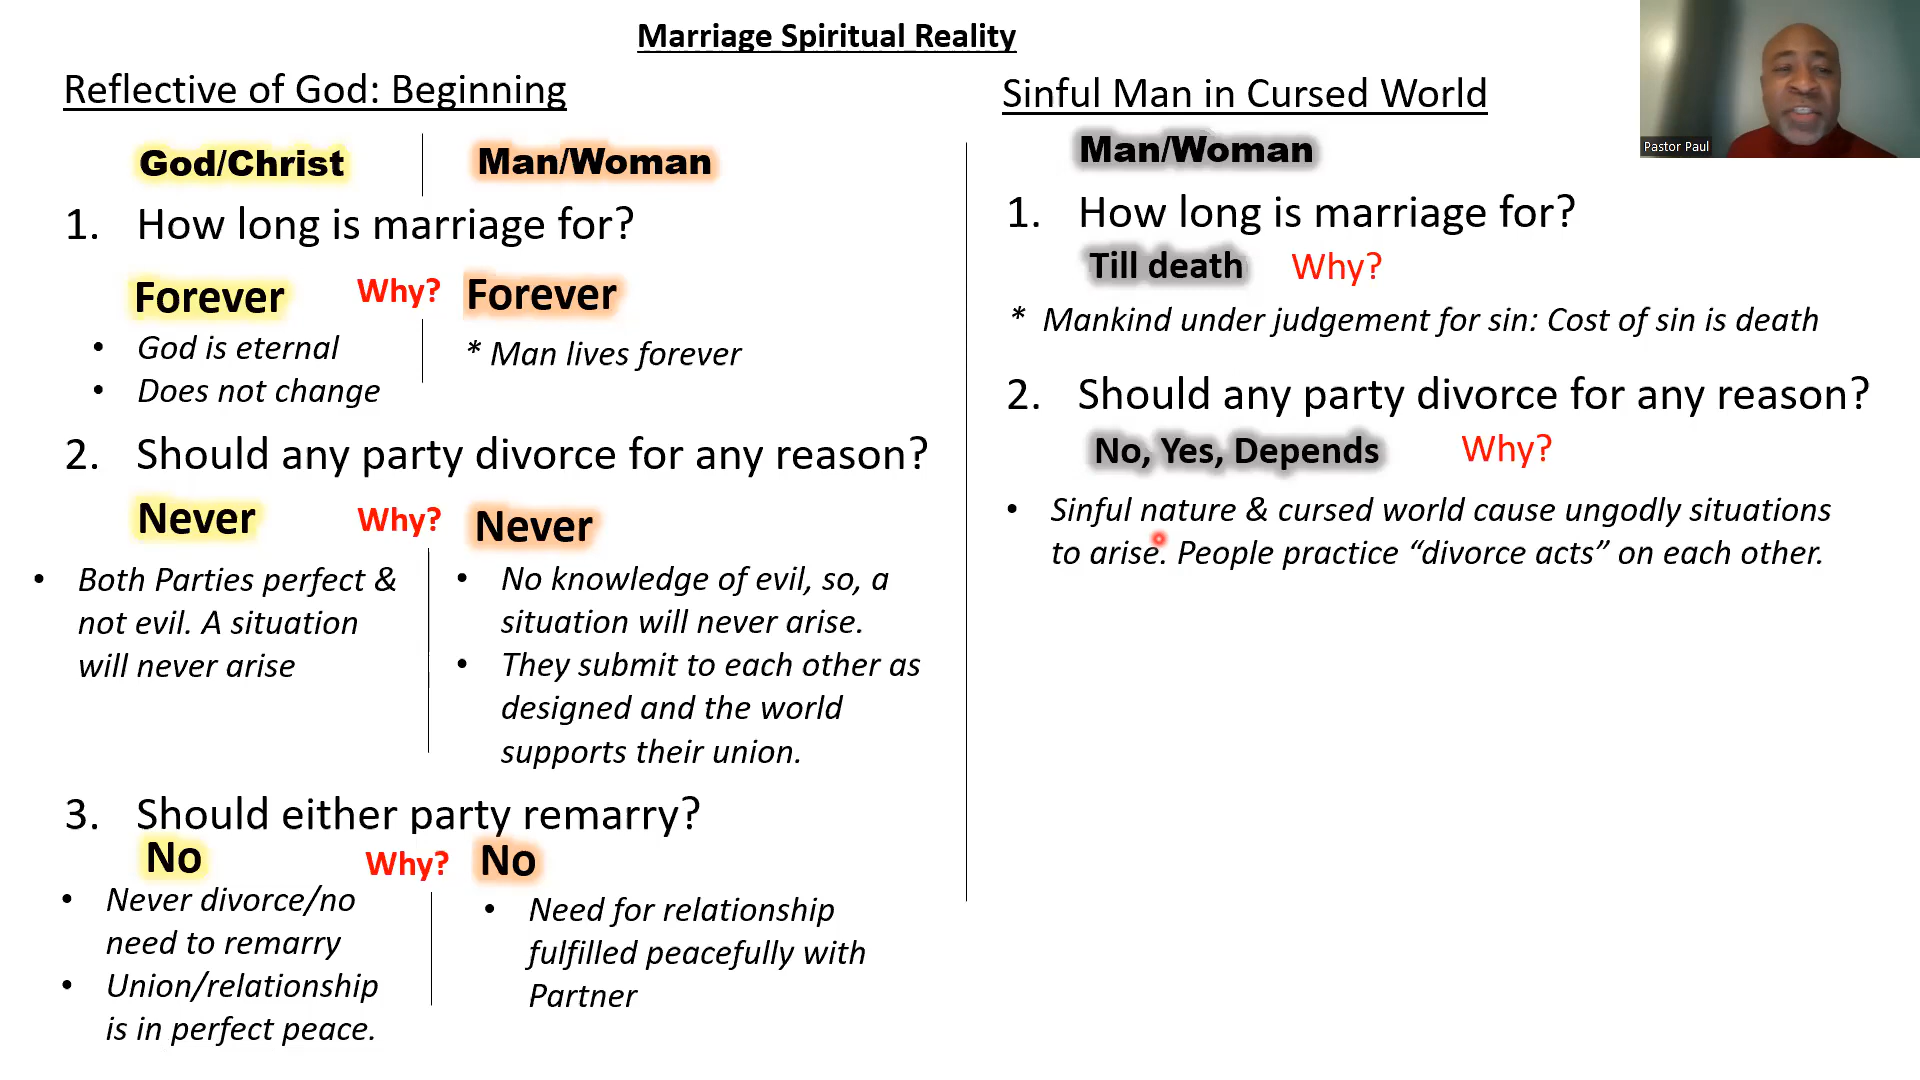 Marriage Spiritual Reality
Reflective of God: Beginning
God/Christ
Man/Woman
1. How long is marriage for?
Forever
Why?
Forever
• God is eternal
• Does not change
* Man lives forever
2. Should any party divorce for any reason?
Never
Why?
Never
• Both Parties perfect &
not evil. A situation
will never arise
• No knowledge of evil, so, a
situation will never arise.
• They submit to each other as
designed and the world
supports their union.
3. Should either party remarry?
No
Why?
No
• Never divorce/no
need to remarry
• Union/relationship
is in perfect peace.
• Need for relationship
fulfilled peacefully with
Partner
Sinful Man in Cursed World
Man/Woman
1. How long is marriage for?
Till death
Why?
* Mankind under judgement for sin: Cost of sin is death
2. Should any party divorce for any reason?
No, Yes, Depends
Why?
• Sinful nature & cursed world cause ungodly situations
to arise. People practice “divorce acts” on each other.
Pastor Paul